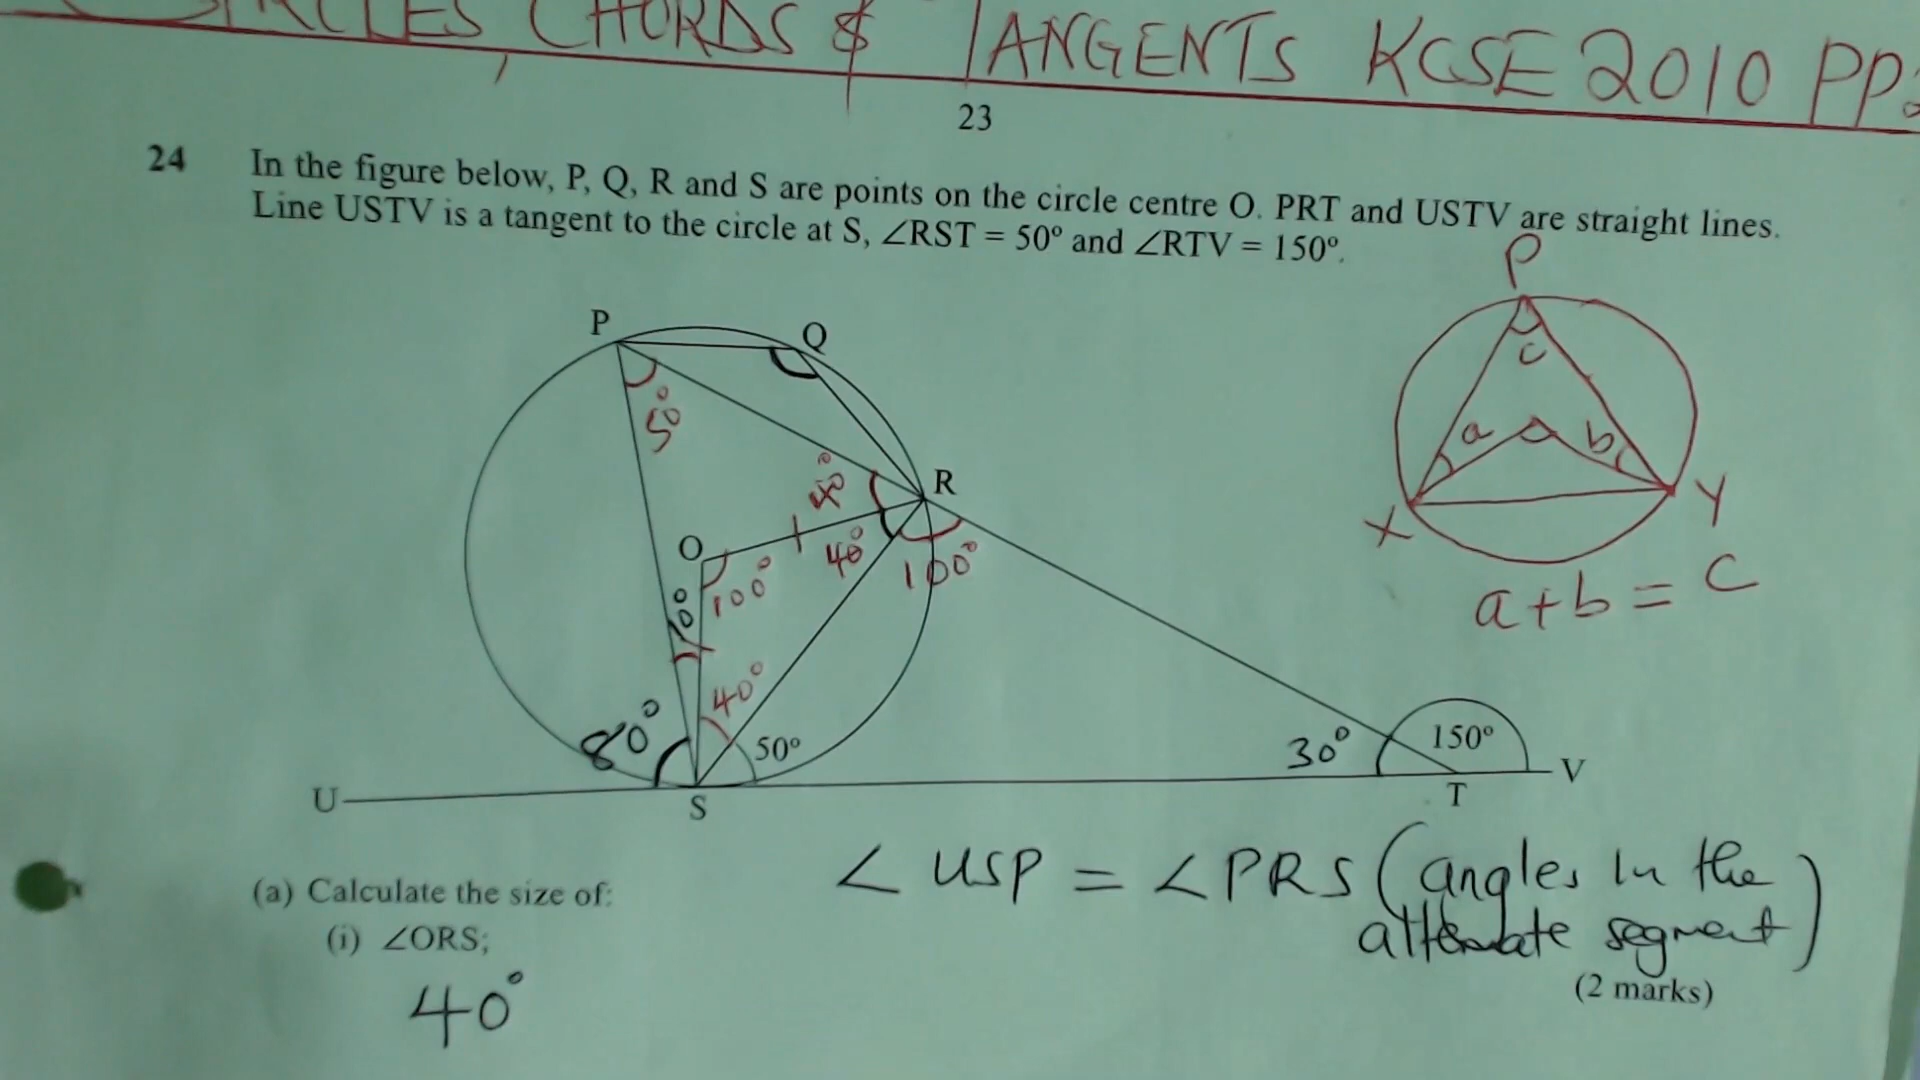 CIRCLES, CHORDS & TANGENTS KCSE 2010 PP2
23
24 In the figure below, P, Q, R and S are points on the circle centre O. PRT and USTV are straight lines.
Line USTV is a tangent to the circle at S, ∠RST = 50° and ∠RTV = 150°.
P
P Q
c
50°
a b
40° R
X Y
O
40° 100°
10° 100°
a + b = c
40°
80° 50°
30° 150°
U S T V
∠USP = ∠PRS (angles in the
alternate segment)
(a) Calculate the size of:
(i) ∠ORS;
(2 marks)
40°